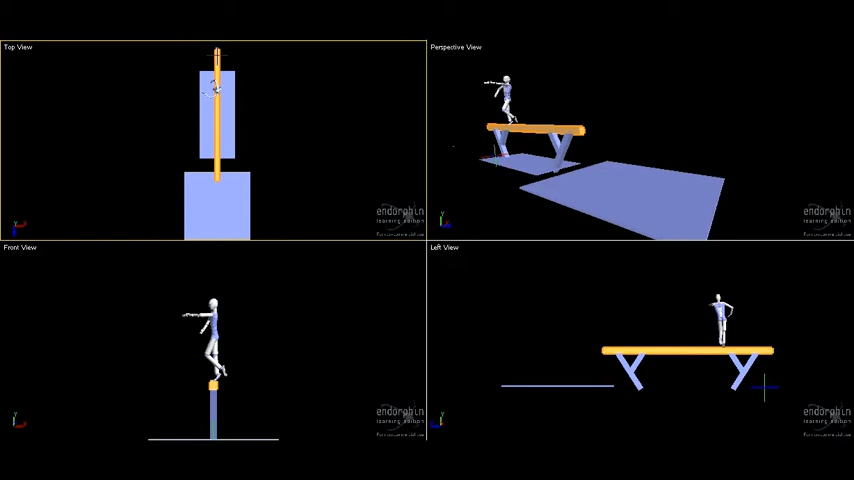 Top View
Perspective View
endorphin
learning edition
endorphin
learning edition
Front View
Left View
endorphin
learning edition
endorphin
learning edition